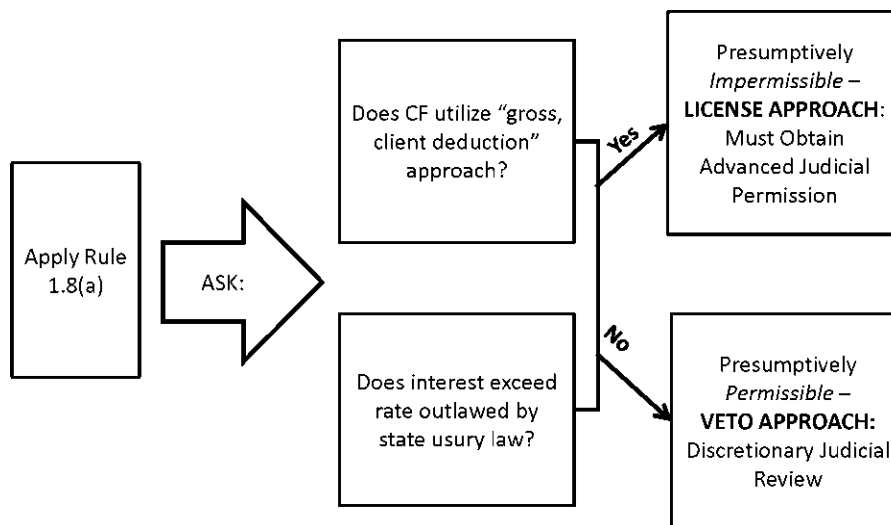 Apply Rule
1.8(a)
ASK:
Does CF utilize “gross,
client deduction”
approach?
Does interest exceed
rate outlawed by
state usury law?
Yes
No
Presumptively
Impermissible –
LICENSE APPROACH:
Must Obtain
Advanced Judicial
Permission
Presumptively
Permissible –
VETO APPROACH:
Discretionary Judicial
Review